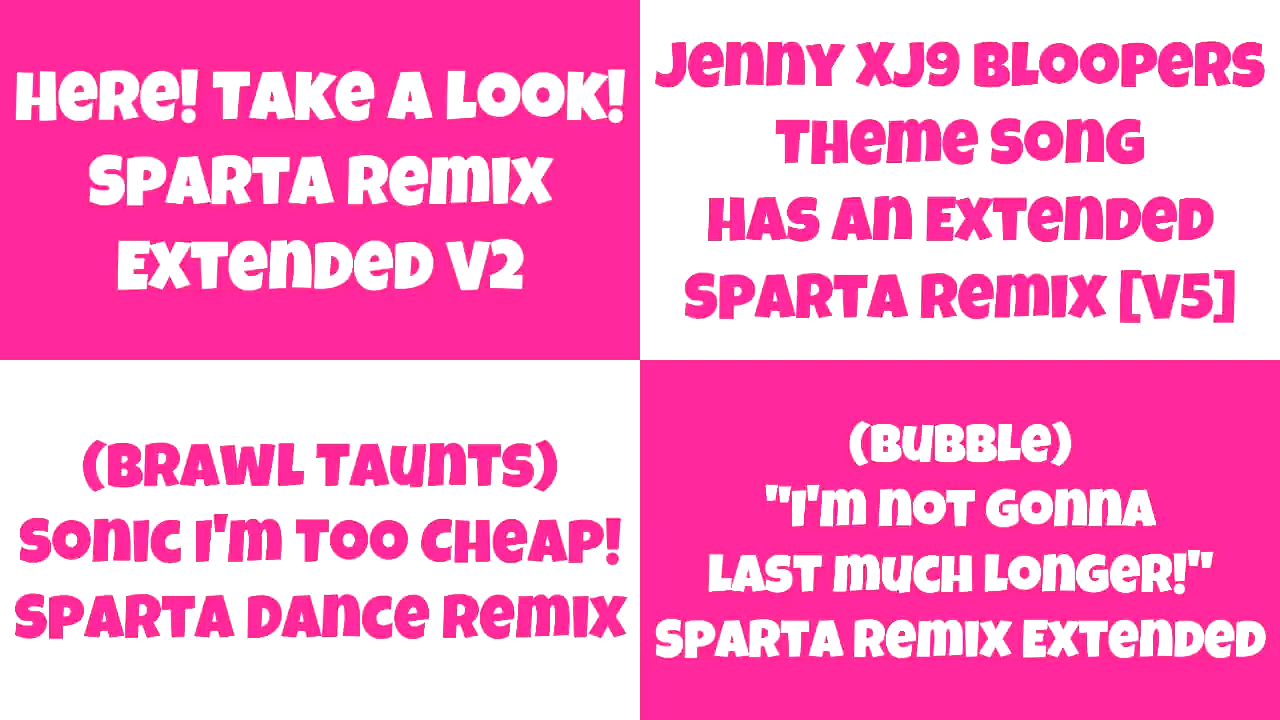 Here! Take a Look!
Sparta Remix
Extended V2
Jenny XJ9 Bloopers
Theme Song
Has an Extended
Sparta Remix [V5]
(Brawl Taunts)
Sonic I'm Too Cheap!
Sparta Dance Remix
(Bubble)
"I'm Not Gonna
Last Much Longer!"
Sparta Remix Extended